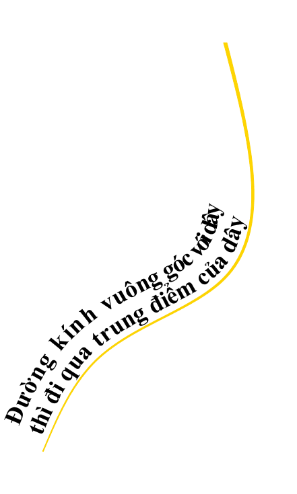 Đường kính vuông góc với dây
thì đi qua trung điểm của dây